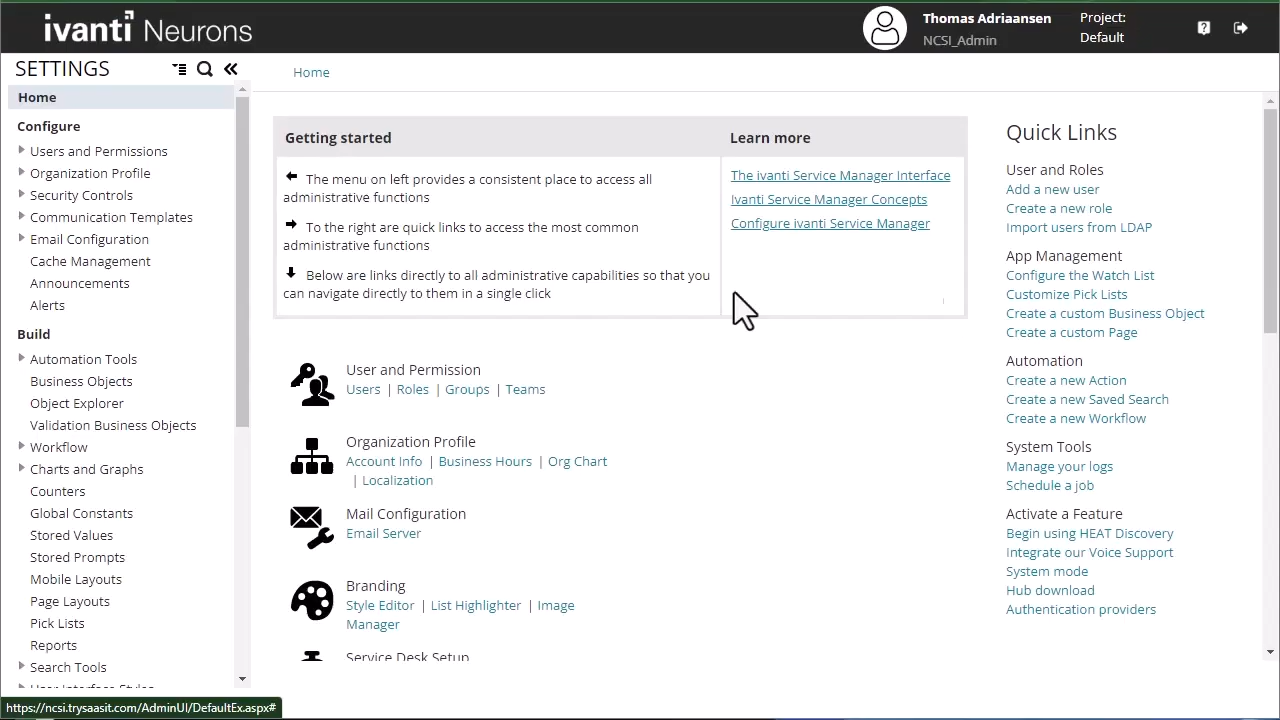 ivanti Neurons
Thomas Adriaansen
NCSI_Admin
Project:
Default
SETTINGS
Home
Configure
Users and Permissions
Organization Profile
Security Controls
Communication Templates
Email Configuration
Cache Management
Announcements
Alerts
Build
Automation Tools
Business Objects
Object Explorer
Validation Business Objects
Workflow
Charts and Graphs
Counters
Global Constants
Stored Values
Stored Prompts
Mobile Layouts
Page Layouts
Pick Lists
Reports
Search Tools
User Interface Styles
https://ncsi.trysaasit.com/AdminUI/DefaultEx.aspx#
Home
Getting started
The menu on left provides a consistent place to access all
administrative functions
To the right are quick links to access the most common
administrative functions
Below are links directly to all administrative capabilities so that you
can navigate directly to them in a single click
Learn more
The ivanti Service Manager Interface
Ivanti Service Manager Concepts
Configure ivanti Service Manager
User and Permission
Users | Roles | Groups | Teams
Organization Profile
Account Info | Business Hours | Org Chart
| Localization
Mail Configuration
Email Server
Branding
Style Editor | List Highlighter | Image
Manager
Service Desk Setup
Quick Links
User and Roles
Add a new user
Create a new role
Import users from LDAP
App Management
Configure the Watch List
Customize Pick Lists
Create a custom Business Object
Create a custom Page
Automation
Create a new Action
Create a new Saved Search
Create a new Workflow
System Tools
Manage your logs
Schedule a job
Activate a Feature
Begin using HEAT Discovery
Integrate our Voice Support
System mode
Hub download
Authentication providers